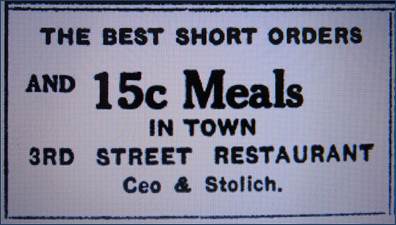 THE BEST SHORT ORDERS
AND 15c Meals
IN TOWN
3RD STREET RESTAURANT
Ceo & Stolich.